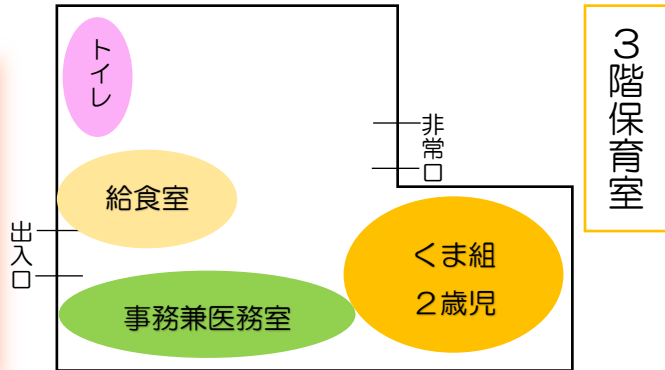 3階保育室
トイレ
非常口
給食室
出入口
くま組
2歳児
事務兼医務室